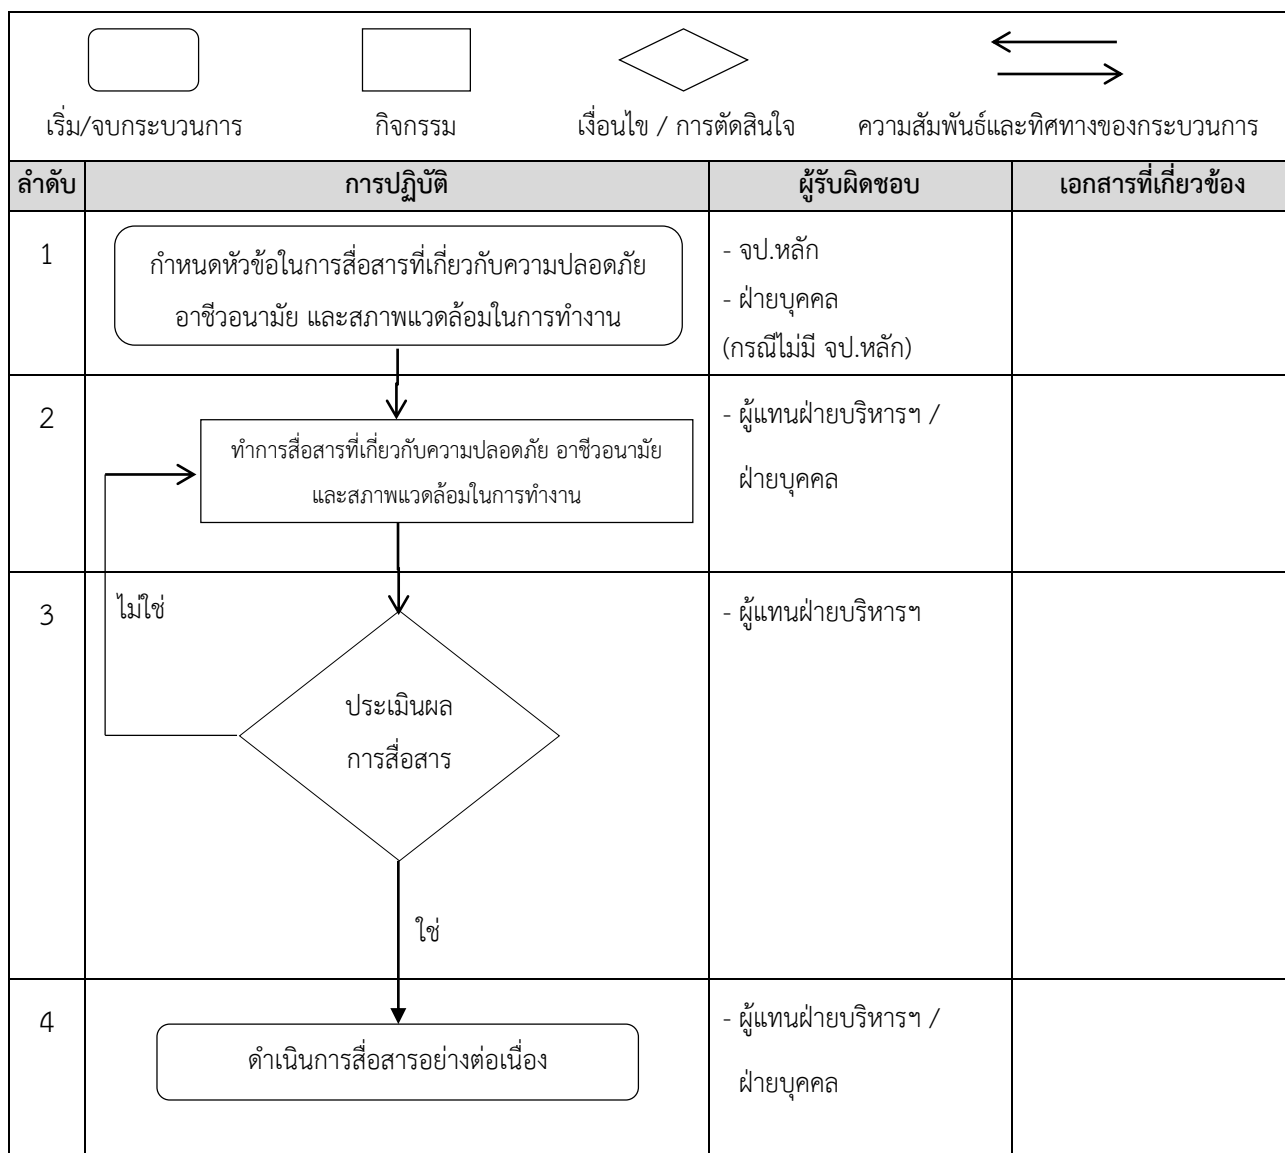 เริ่ม/จบกระบวนการ
กิจกรรม
เงื่อนไข / การตัดสินใจ
ความสัมพันธ์และทิศทางของกระบวนการ
ลำดับ
การปฏิบัติ
ผู้รับผิดชอบ
เอกสารที่เกี่ยวข้อง
1
กำหนดหัวข้อในการสื่อสารที่เกี่ยวกับความปลอดภัย
อาชีวอนามัย และสภาพแวดล้อมในการทำงาน
- จป.หลัก
- ฝ่ายบุคคล
(กรณีไม่มี จป.หลัก)
2
ทำการสื่อสารที่เกี่ยวกับความปลอดภัย อาชีวอนามัย
และสภาพแวดล้อมในการทำงาน
- ผู้แทนฝ่ายบริหารฯ /
ฝ่ายบุคคล
3
ไม่ใช่
ประเมินผล
การสื่อสาร
ใช่
- ผู้แทนฝ่ายบริหารฯ
4
ดำเนินการสื่อสารอย่างต่อเนื่อง
- ผู้แทนฝ่ายบริหารฯ /
ฝ่ายบุคคล